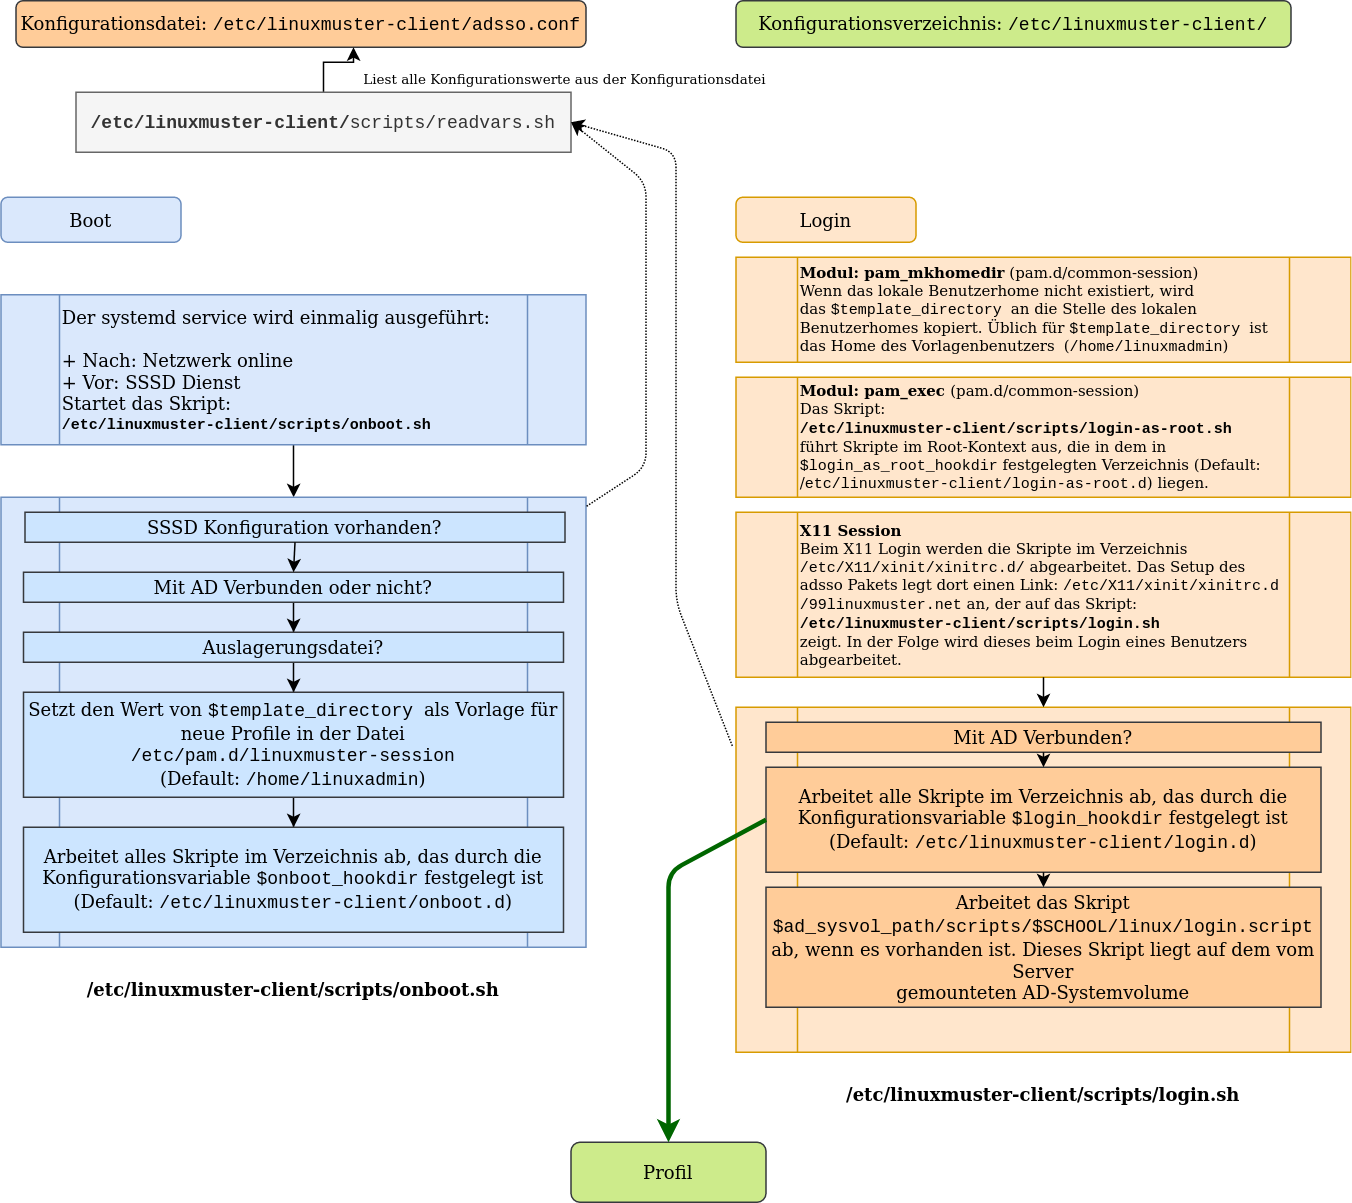 Konfigurationsdatei: /etc/linuxmuster-client/adsso.conf
Konfigurationsverzeichnis: /etc/linuxmuster-client/
Liest alle Konfigurationswerte aus der Konfigurationsdatei
/etc/linuxmuster-client/scripts/readvars.sh
Boot
Der systemd service wird einmalig ausgeführt:
+ Nach: Netzwerk online
+ Vor: SSSD Dienst
Startet das Skript:
/etc/linuxmuster-client/scripts/onboot.sh
SSSD Konfiguration vorhanden?
Mit AD Verbunden oder nicht?
Auslagerungsdatei?
Setzt den Wert von $template_directory als Vorlage für
neue Profile in der Datei
/etc/pam.d/linuxmuster-session
(Default: /home/linuxadmin)
Arbeitet alles Skripte im Verzeichnis ab, das durch die
Konfigurationsvariable $onboot_hookdir festgelegt ist
(Default: /etc/linuxmuster-client/onboot.d)
/etc/linuxmuster-client/scripts/onboot.sh
Login
Modul: pam_mkhomedir (pam.d/common-session)
Wenn das lokale Benutzerhome nicht existiert, wird
das $template_directory an die Stelle des lokalen
Benutzerhomes kopiert. Üblich für $template_directory ist
das Home des Vorlagenbenutzers (/home/linuxmadmin)
Modul: pam_exec (pam.d/common-session)
Das Skript:
/etc/linuxmuster-client/scripts/login-as-root.sh
führt Skripte im Root-Kontext aus, die in dem in
$login_as_root_hookdir festgelegten Verzeichnis (Default:
/etc/linuxmuster-client/login-as-root.d) liegen.
X11 Session
Beim X11 Login werden die Skripte im Verzeichnis
/etc/X11/xinit/xinitrc.d/ abgearbeitet. Das Setup des
adsso Pakets legt dort einen Link: /etc/X11/xinit/xinitrc.d
/99linuxmuster.net an, der auf das Skript:
/etc/linuxmuster-client/scripts/login.sh
zeigt. In der Folge wird dieses beim Login eines Benutzers
abgearbeitet.
Mit AD Verbunden?
Arbeitet alle Skripte im Verzeichnis ab, das durch die
Konfigurationsvariable $login_hookdir festgelegt ist
(Default: /etc/linuxmuster-client/login.d)
Arbeitet das Skript
$ad_sysvol_path/scripts/$SCHOOL/linux/login.script
ab, wenn es vorhanden ist. Dieses Skript liegt auf dem vom
Server
gemounteten AD-Systemvolume
/etc/linuxmuster-client/scripts/login.sh
Profil